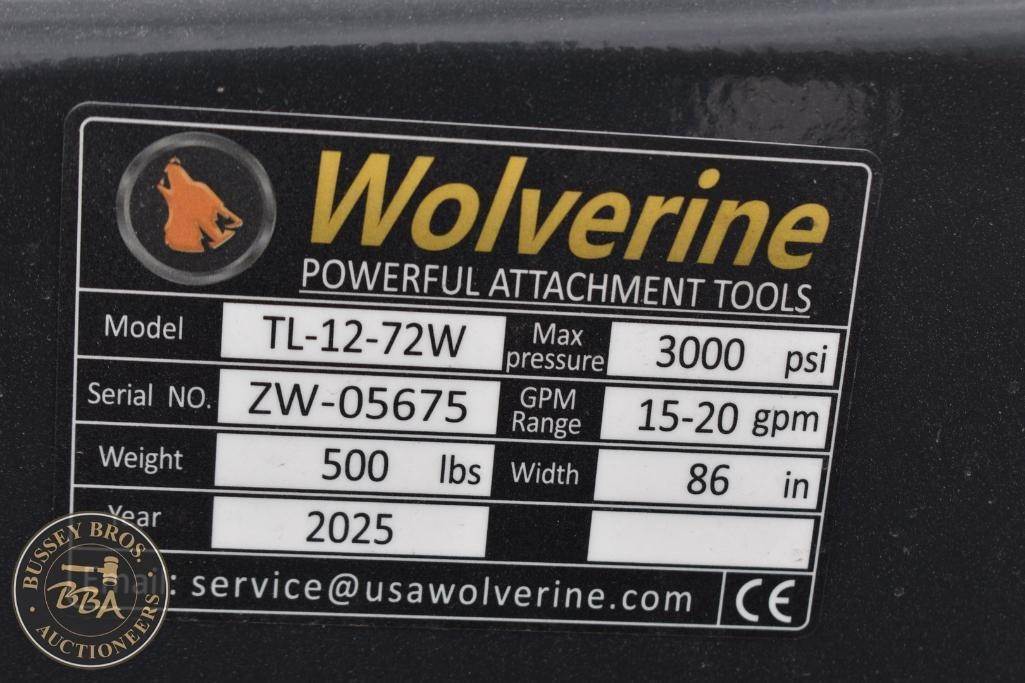 Wolverine
POWERFUL ATTACHMENT TOOLS
Model TL-12-72W Max pressure 3000 psi
Serial NO. ZW-05675 GPM Range 15-20 gpm
Weight 500 lbs Width 86 in
Year 2025
Email : service@usawolverine.com CE
BUSSEY BROS.
BBA
AUCTIONEERS